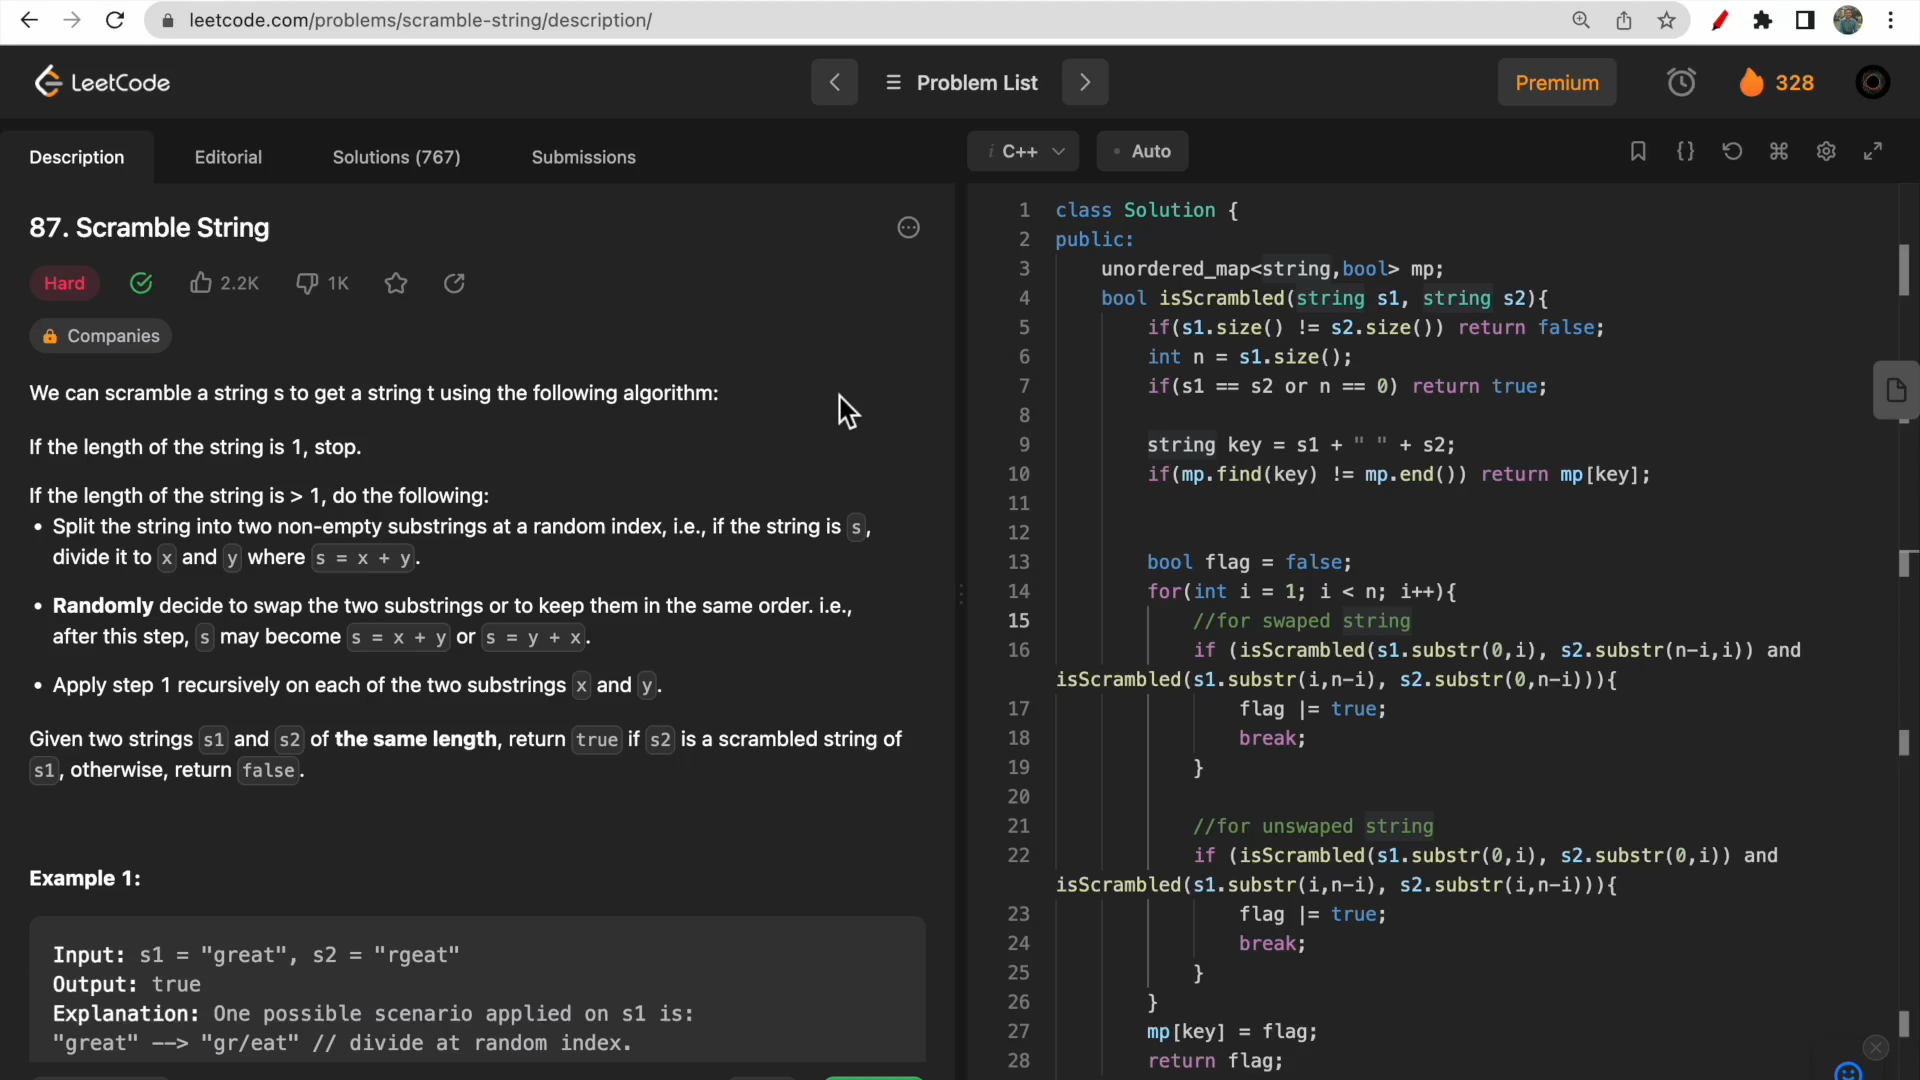 leetcode.com/problems/scramble-string/description/
LeetCode
Problem List
Premium
328
Description
Editorial
Solutions (767)
Submissions
i C++
Auto
87. Scramble String
Hard
2.2K
1K
Companies
We can scramble a string s to get a string t using the following algorithm:
If the length of the string is 1, stop.
If the length of the string is > 1, do the following:
• Split the string into two non-empty substrings at a random index, i.e., if the string is s,
divide it to x and y where s = x + y.
• Randomly decide to swap the two substrings or to keep them in the same order. i.e.,
after this step, s may become s = x + y or s = y + x.
• Apply step 1 recursively on each of the two substrings x and y.
Given two strings s1 and s2 of the same length, return true if s2 is a scrambled string of
s1, otherwise, return false.
Example 1:
Input: s1 = "great", s2 = "rgeat"
Output: true
Explanation: One possible scenario applied on s1 is:
"great" --> "gr/eat" // divide at random index.
1 class Solution {
2 public:
3 unordered_map<string,bool> mp;
4 bool isScrambled(string s1, string s2){
5 if(s1.size() != s2.size()) return false;
6 int n = s1.size();
7 if(s1 == s2 or n == 0) return true;
8
9 string key = s1 + " " + s2;
10 if(mp.find(key) != mp.end()) return mp[key];
11
12
13 bool flag = false;
14 for(int i = 1; i < n; i++){
15 //for swaped string
16 if (isScrambled(s1.substr(0,i), s2.substr(n-i,i)) and
isScrambled(s1.substr(i,n-i), s2.substr(0,n-i))){
17 flag |= true;
18 break;
19 }
20
21 //for unswaped string
22 if (isScrambled(s1.substr(0,i), s2.substr(0,i)) and
isScrambled(s1.substr(i,n-i), s2.substr(i,n-i))){
23 flag |= true;
24 break;
25 }
26 }
27 mp[key] = flag;
28 return flag;